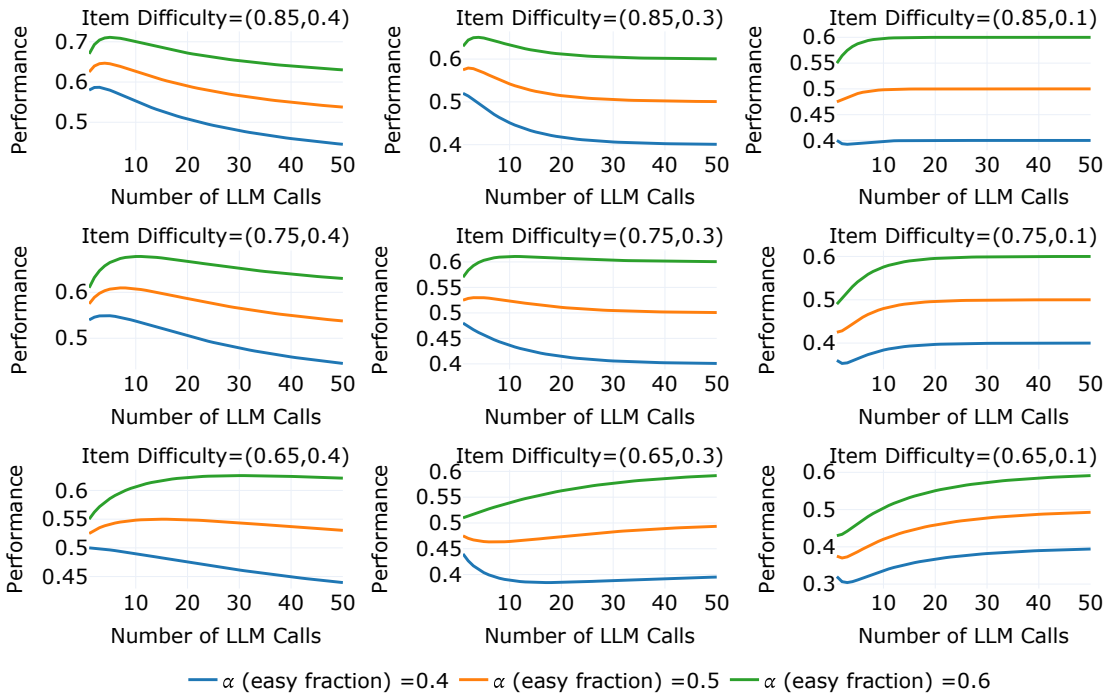 Item Difficulty=(0.85,0.4)
Performance
0.7
0.6
0.5
10 20 30 40 50
Number of LLM Calls
Item Difficulty=(0.85,0.3)
Performance
0.6
0.5
0.4
10 20 30 40 50
Number of LLM Calls
Item Difficulty=(0.85,0.1)
Performance
0.6
0.55
0.5
0.45
0.4
10 20 30 40 50
Number of LLM Calls
Item Difficulty=(0.75,0.4)
Performance
0.6
0.5
10 20 30 40 50
Number of LLM Calls
Item Difficulty=(0.75,0.3)
Performance
0.6
0.55
0.5
0.45
0.4
10 20 30 40 50
Number of LLM Calls
Item Difficulty=(0.75,0.1)
Performance
0.6
0.5
0.4
10 20 30 40 50
Number of LLM Calls
Item Difficulty=(0.65,0.4)
Performance
0.6
0.55
0.5
0.45
10 20 30 40 50
Number of LLM Calls
Item Difficulty=(0.65,0.3)
Performance
0.6
0.55
0.5
0.45
0.4
10 20 30 40 50
Number of LLM Calls
Item Difficulty=(0.65,0.1)
Performance
0.6
0.5
0.4
0.3
10 20 30 40 50
Number of LLM Calls
α (easy fraction) =0.4 α (easy fraction) =0.5 α (easy fraction) =0.6